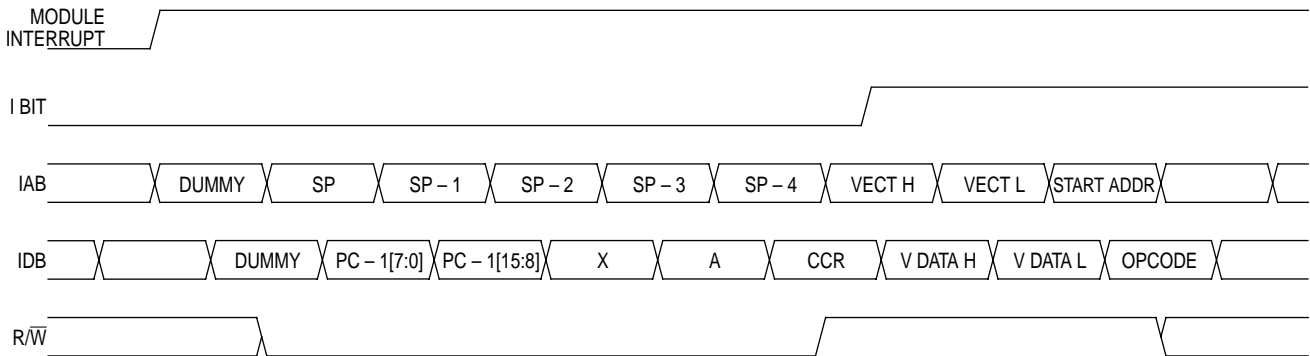 MODULE
INTERRUPT
I BIT
IAB DUMMY SP SP – 1 SP – 2 SP – 3 SP – 4 VECT H VECT L START ADDR
IDB DUMMY PC – 1[7:0] PC – 1[15:8] X A CCR V DATA H V DATA L OPCODE
R/W̅